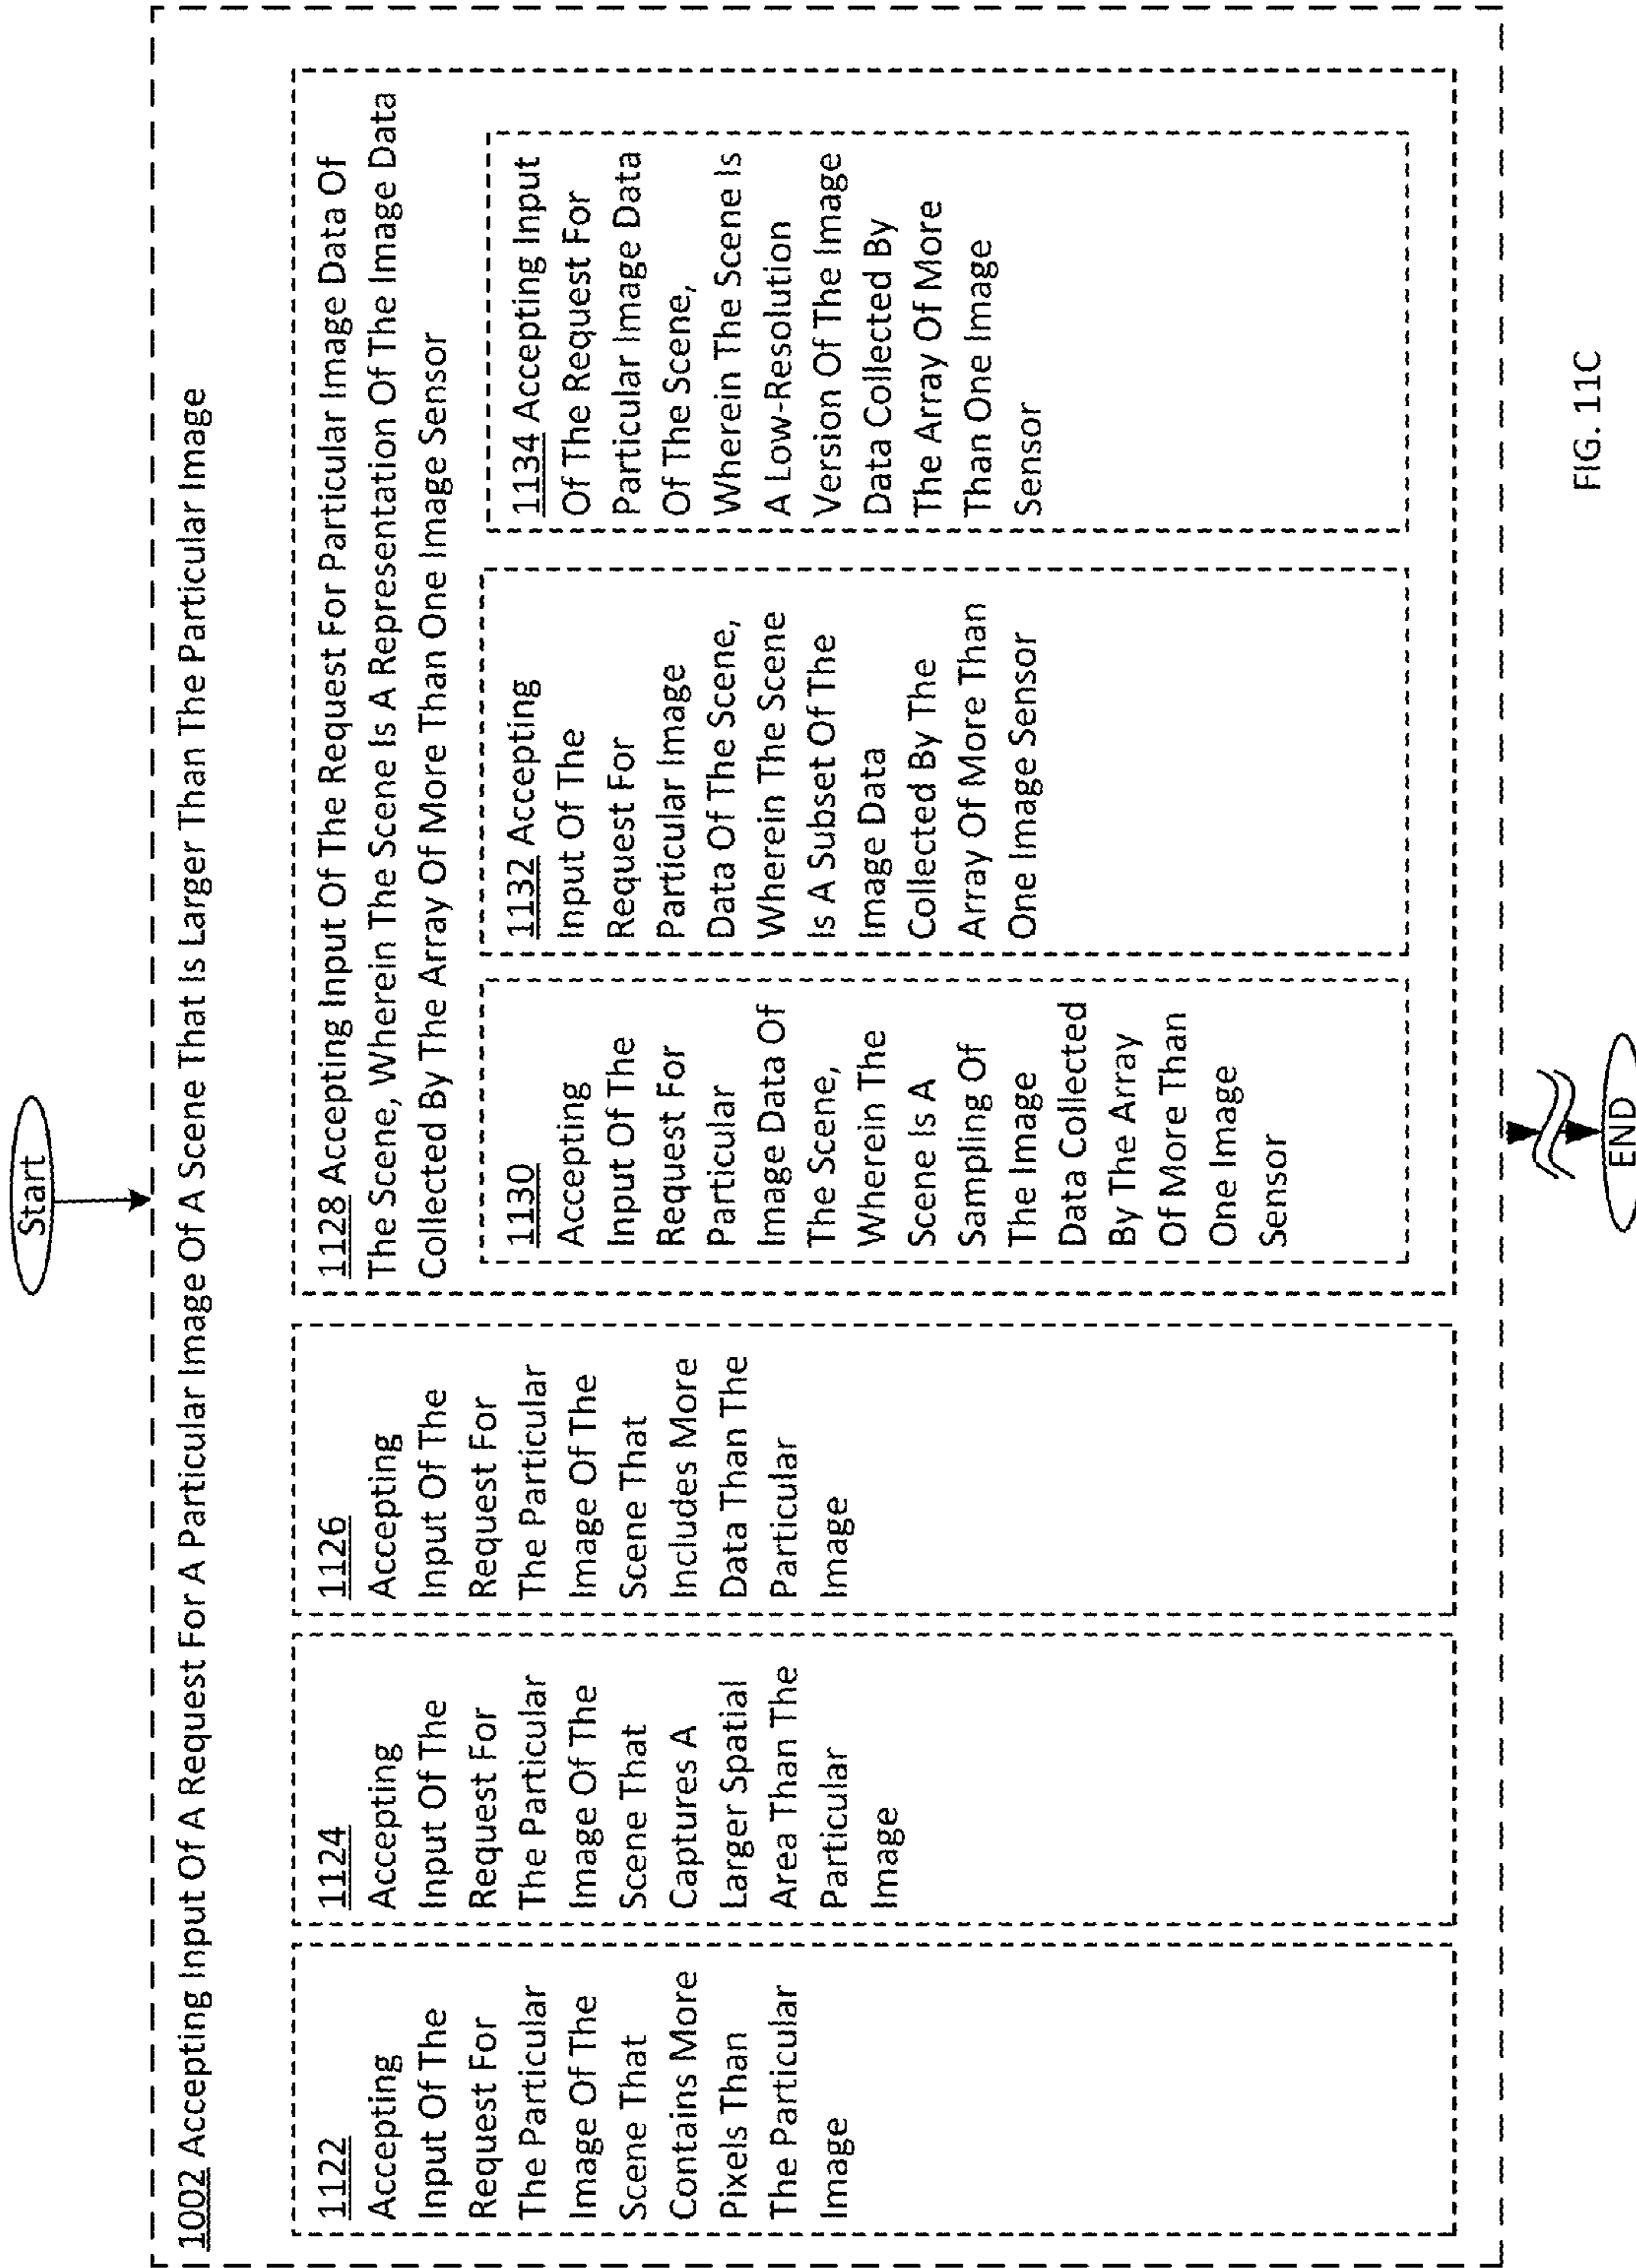 Start
1002 Accepting Input Of A Request For A Particular Image Of A Scene That Is Larger Than The Particular Image
1122
Accepting
Input Of The
Request For
The Particular
Image Of The
Scene That
Contains More
Pixels Than
The Particular
Image
1124
Accepting
Input Of The
Request For
The Particular
Image Of The
Scene That
Captures A
Larger Spatial
Area Than The
Particular
Image
1126
Accepting
Input Of The
Request For
The Particular
Image Of The
Scene That
Includes More
Data Than The
Particular
Image
1128 Accepting Input Of The Request For Particular Image Data Of
The Scene, Wherein The Scene Is A Representation Of The Image Data
Collected By The Array Of More Than One Image Sensor
1130
Accepting
Input Of The
Request For
Particular
Image Data Of
The Scene,
Wherein The
Scene Is A
Sampling Of
The Image
Data Collected
By The Array
Of More Than
One Image
Sensor
1132 Accepting
Input Of The
Request For
Particular Image
Data Of The Scene,
Wherein The Scene
Is A Subset Of The
Image Data
Collected By The
Array Of More Than
One Image Sensor
1134 Accepting Input
Of The Request For
Particular Image Data
Of The Scene,
Wherein The Scene Is
A Low-Resolution
Version Of The Image
Data Collected By
The Array Of More
Than One Image
Sensor
END
FIG. 11C